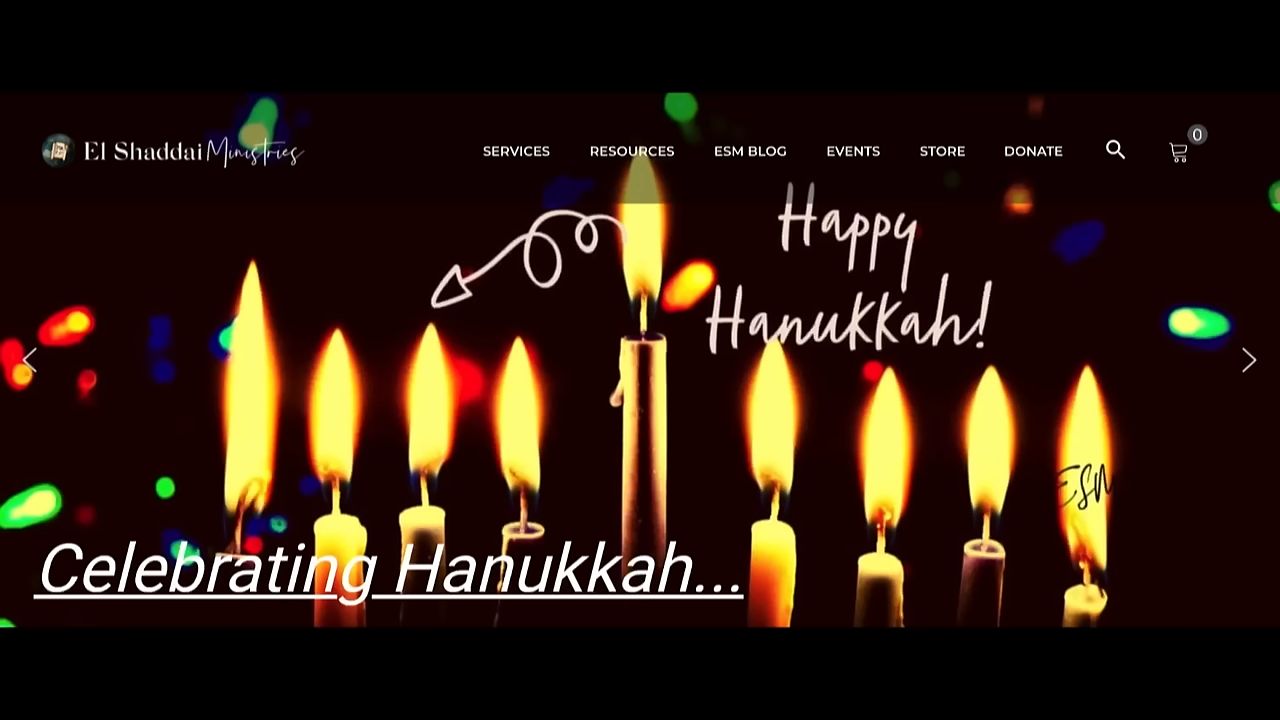 El Shaddai Ministries
SERVICES RESOURCES ESM BLOG EVENTS STORE DONATE 0
Happy
Hanukkah!
ESM
Celebrating Hanukkah...